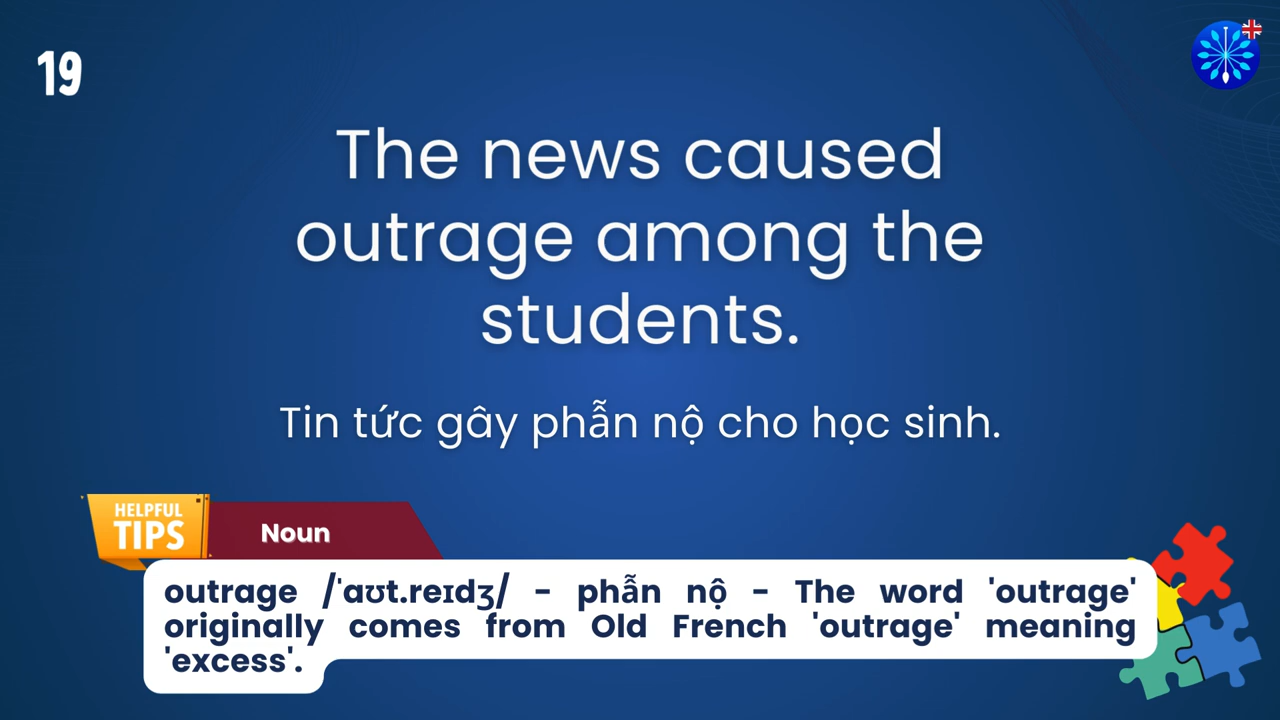 19
The news caused
outrage among the
students.
Tin tức gây phẫn nộ cho học sinh.
HELPFUL
TIPS
Noun
outrage /ˈaʊt.reɪdʒ/ - phẫn nộ - The word 'outrage'
originally comes from Old French 'outrage' meaning
'excess'.